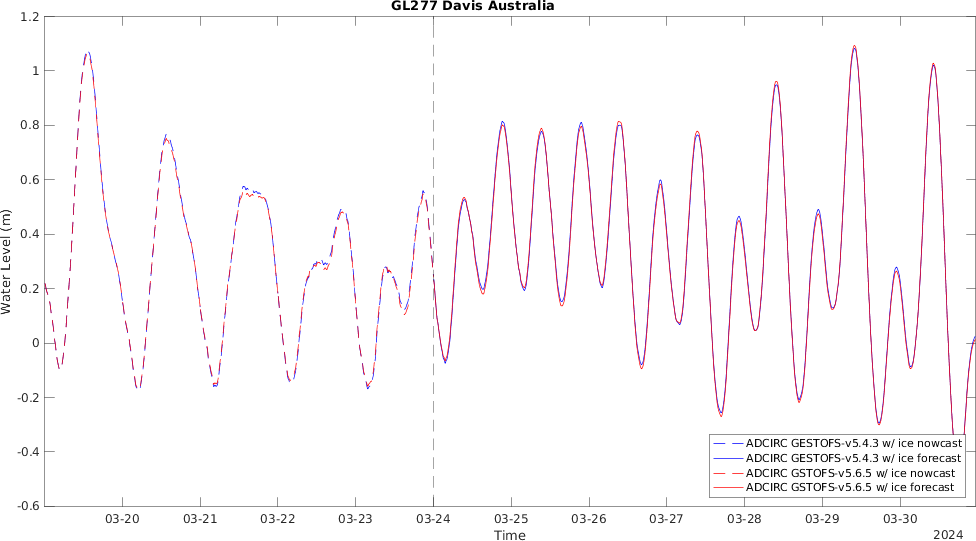 GL277 Davis Australia
1.2
1
0.8
0.6
0.4
0.2
0
-0.2
-0.4
-0.6
Water Level (m)
03-20 03-21 03-22 03-23 03-24 03-25 03-26 03-27 03-28 03-29 03-30
Time
2024
ADCIRC GESTOFS-v5.4.3 w/ ice nowcast
ADCIRC GESTOFS-v5.4.3 w/ ice forecast
ADCIRC GSTOFS-v5.6.5 w/ ice nowcast
ADCIRC GSTOFS-v5.6.5 w/ ice forecast